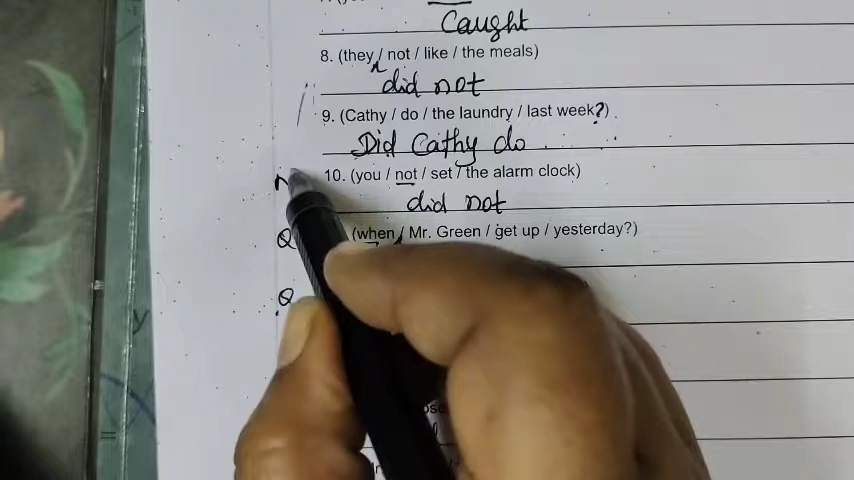 Caught
8. (they / not / like / the meals)
did not
9. (Cathy / do / the laundry / last week?)
Did Cathy do
10. (you / not / set / the alarm clock)
did not
(when / Mr. Green / get up / yesterday?)
Q
Q